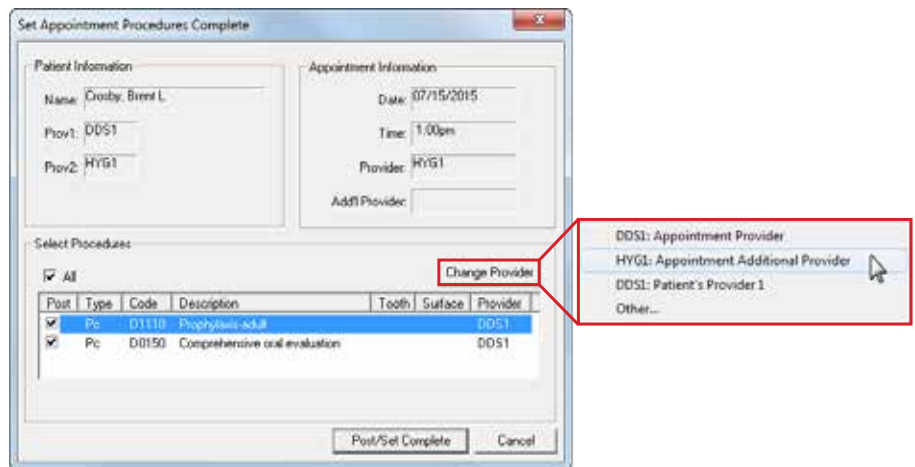 Set Appointment Procedures Complete
x
Patient Information
Name: Crosby, Brent L
Prov1: DDS1
Prov2: HYG1
Appointment Information
Date: 07/15/2015
Time: 1:00pm
Provider: HYG1
Add'l Provider:
Select Procedures
All
Change Provider
Post Type Code Description Tooth Surface Provider
Pc D1110 Prophylaxis-adult DDS1
Pc D0150 Comprehensive oral evaluation DDS1
Post/Set Complete Cancel
DDS1: Appointment Provider
HYG1: Appointment Additional Provider
DDS1: Patient's Provider 1
Other...